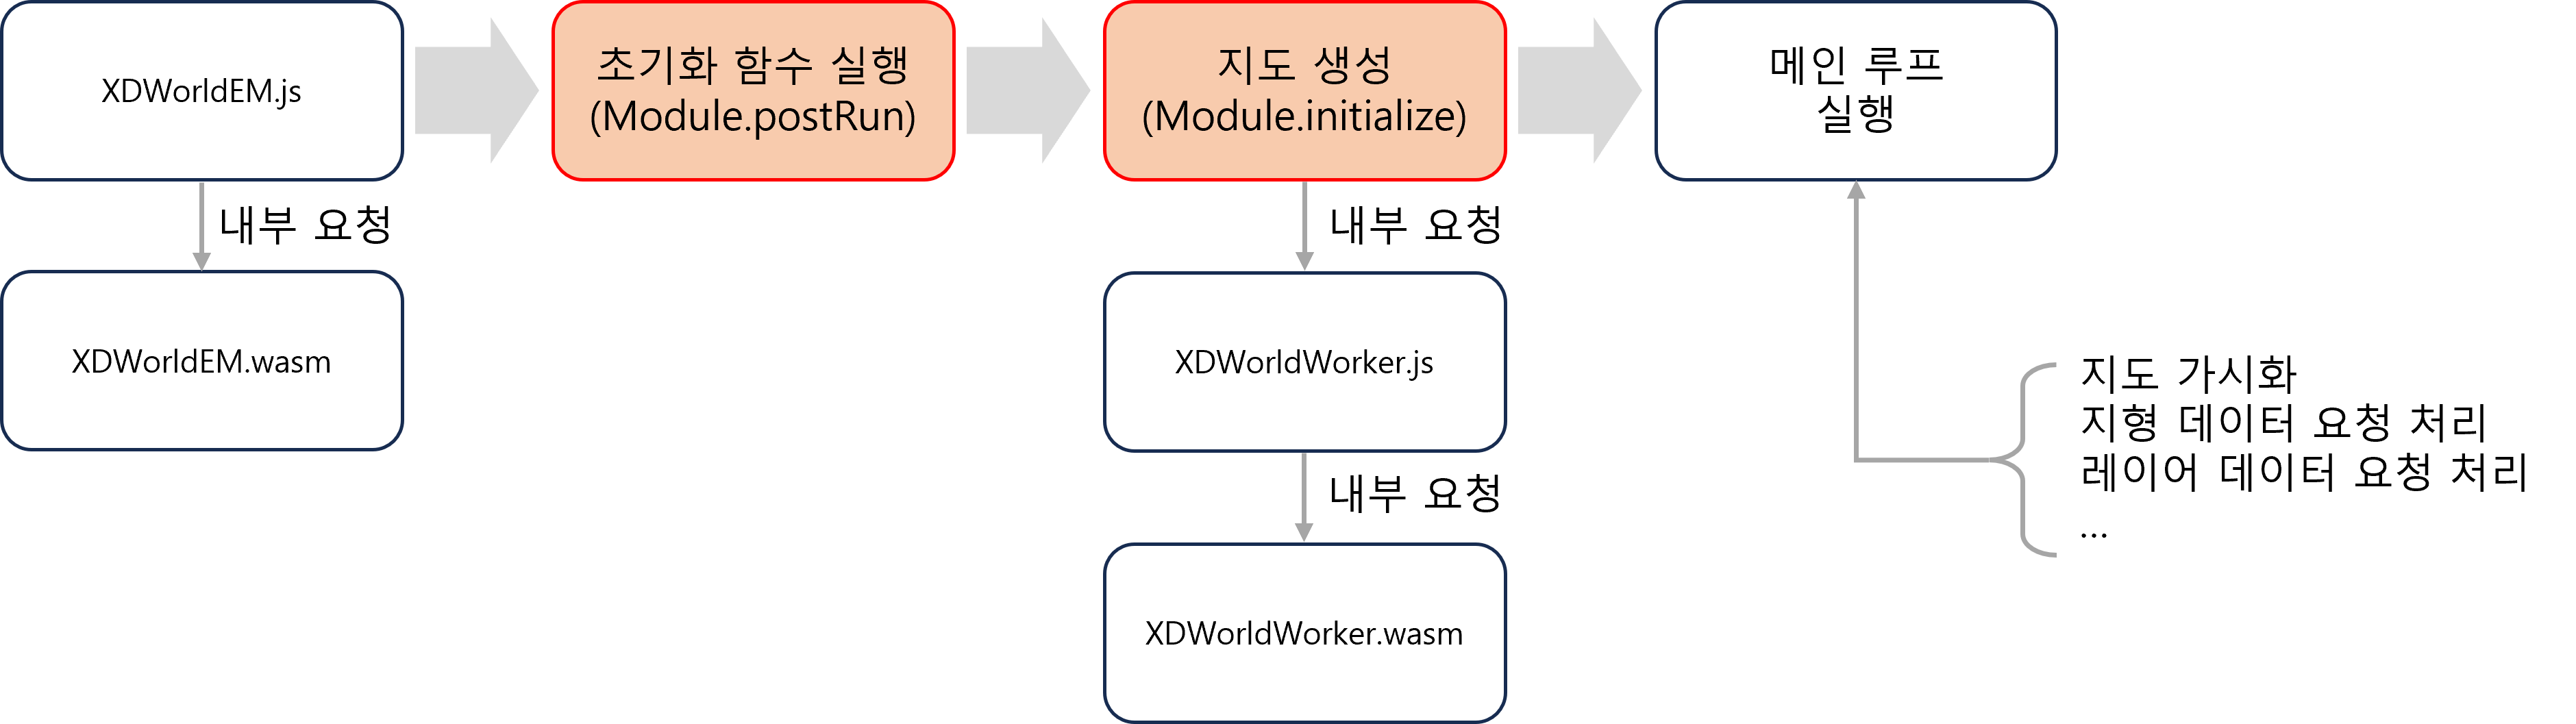 XDWorldEM.js
초기화 함수 실행
(Module.postRun)
지도 생성
(Module.initialize)
메인 루프
실행
내부 요청
내부 요청
XDWorldEM.wasm
XDWorldWorker.js
지도 가시화
지형 데이터 요청 처리
레이어 데이터 요청 처리
...
내부 요청
XDWorldWorker.wasm